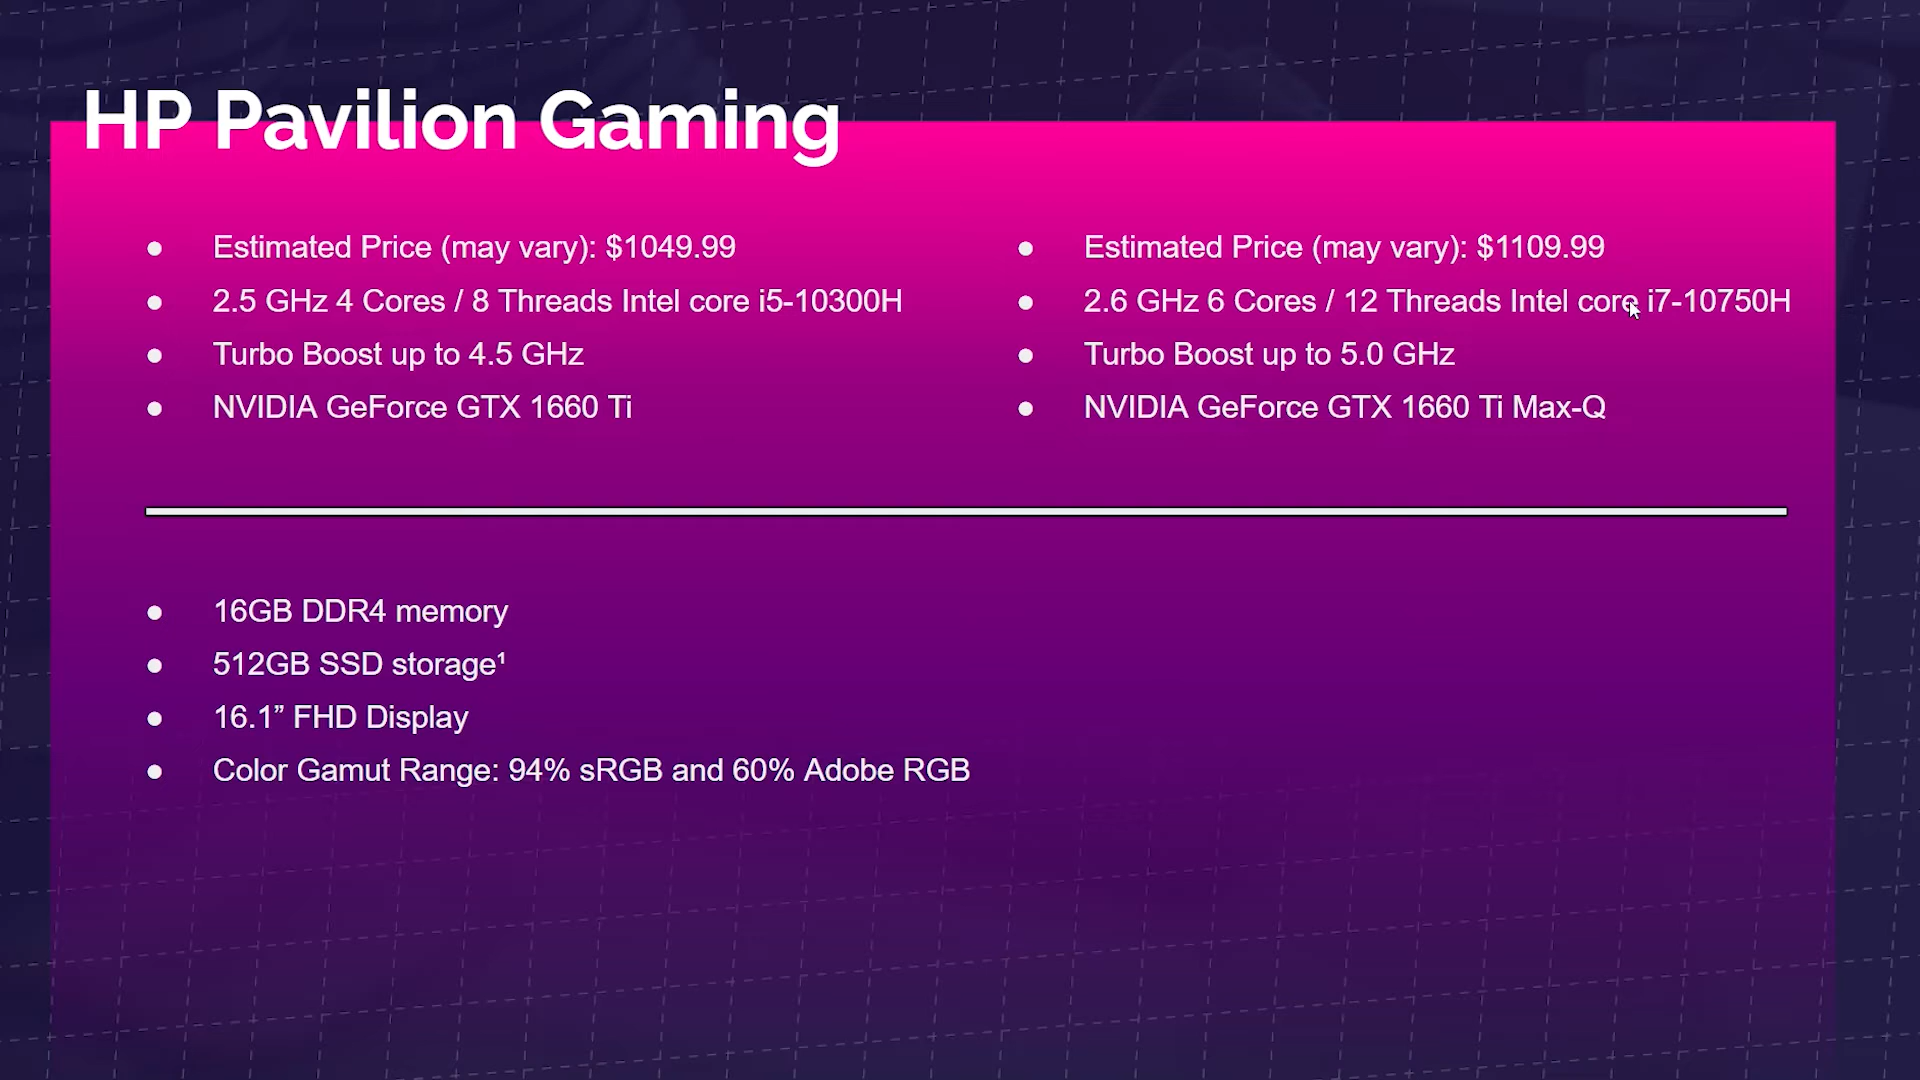 HP Pavilion Gaming
Estimated Price (may vary): $1049.99
2.5 GHz 4 Cores / 8 Threads Intel core i5-10300H
Turbo Boost up to 4.5 GHz
NVIDIA GeForce GTX 1660 Ti
Estimated Price (may vary): $1109.99
2.6 GHz 6 Cores / 12 Threads Intel core i7-10750H
Turbo Boost up to 5.0 GHz
NVIDIA GeForce GTX 1660 Ti Max-Q
16GB DDR4 memory
512GB SSD storage¹
16.1” FHD Display
Color Gamut Range: 94% sRGB and 60% Adobe RGB